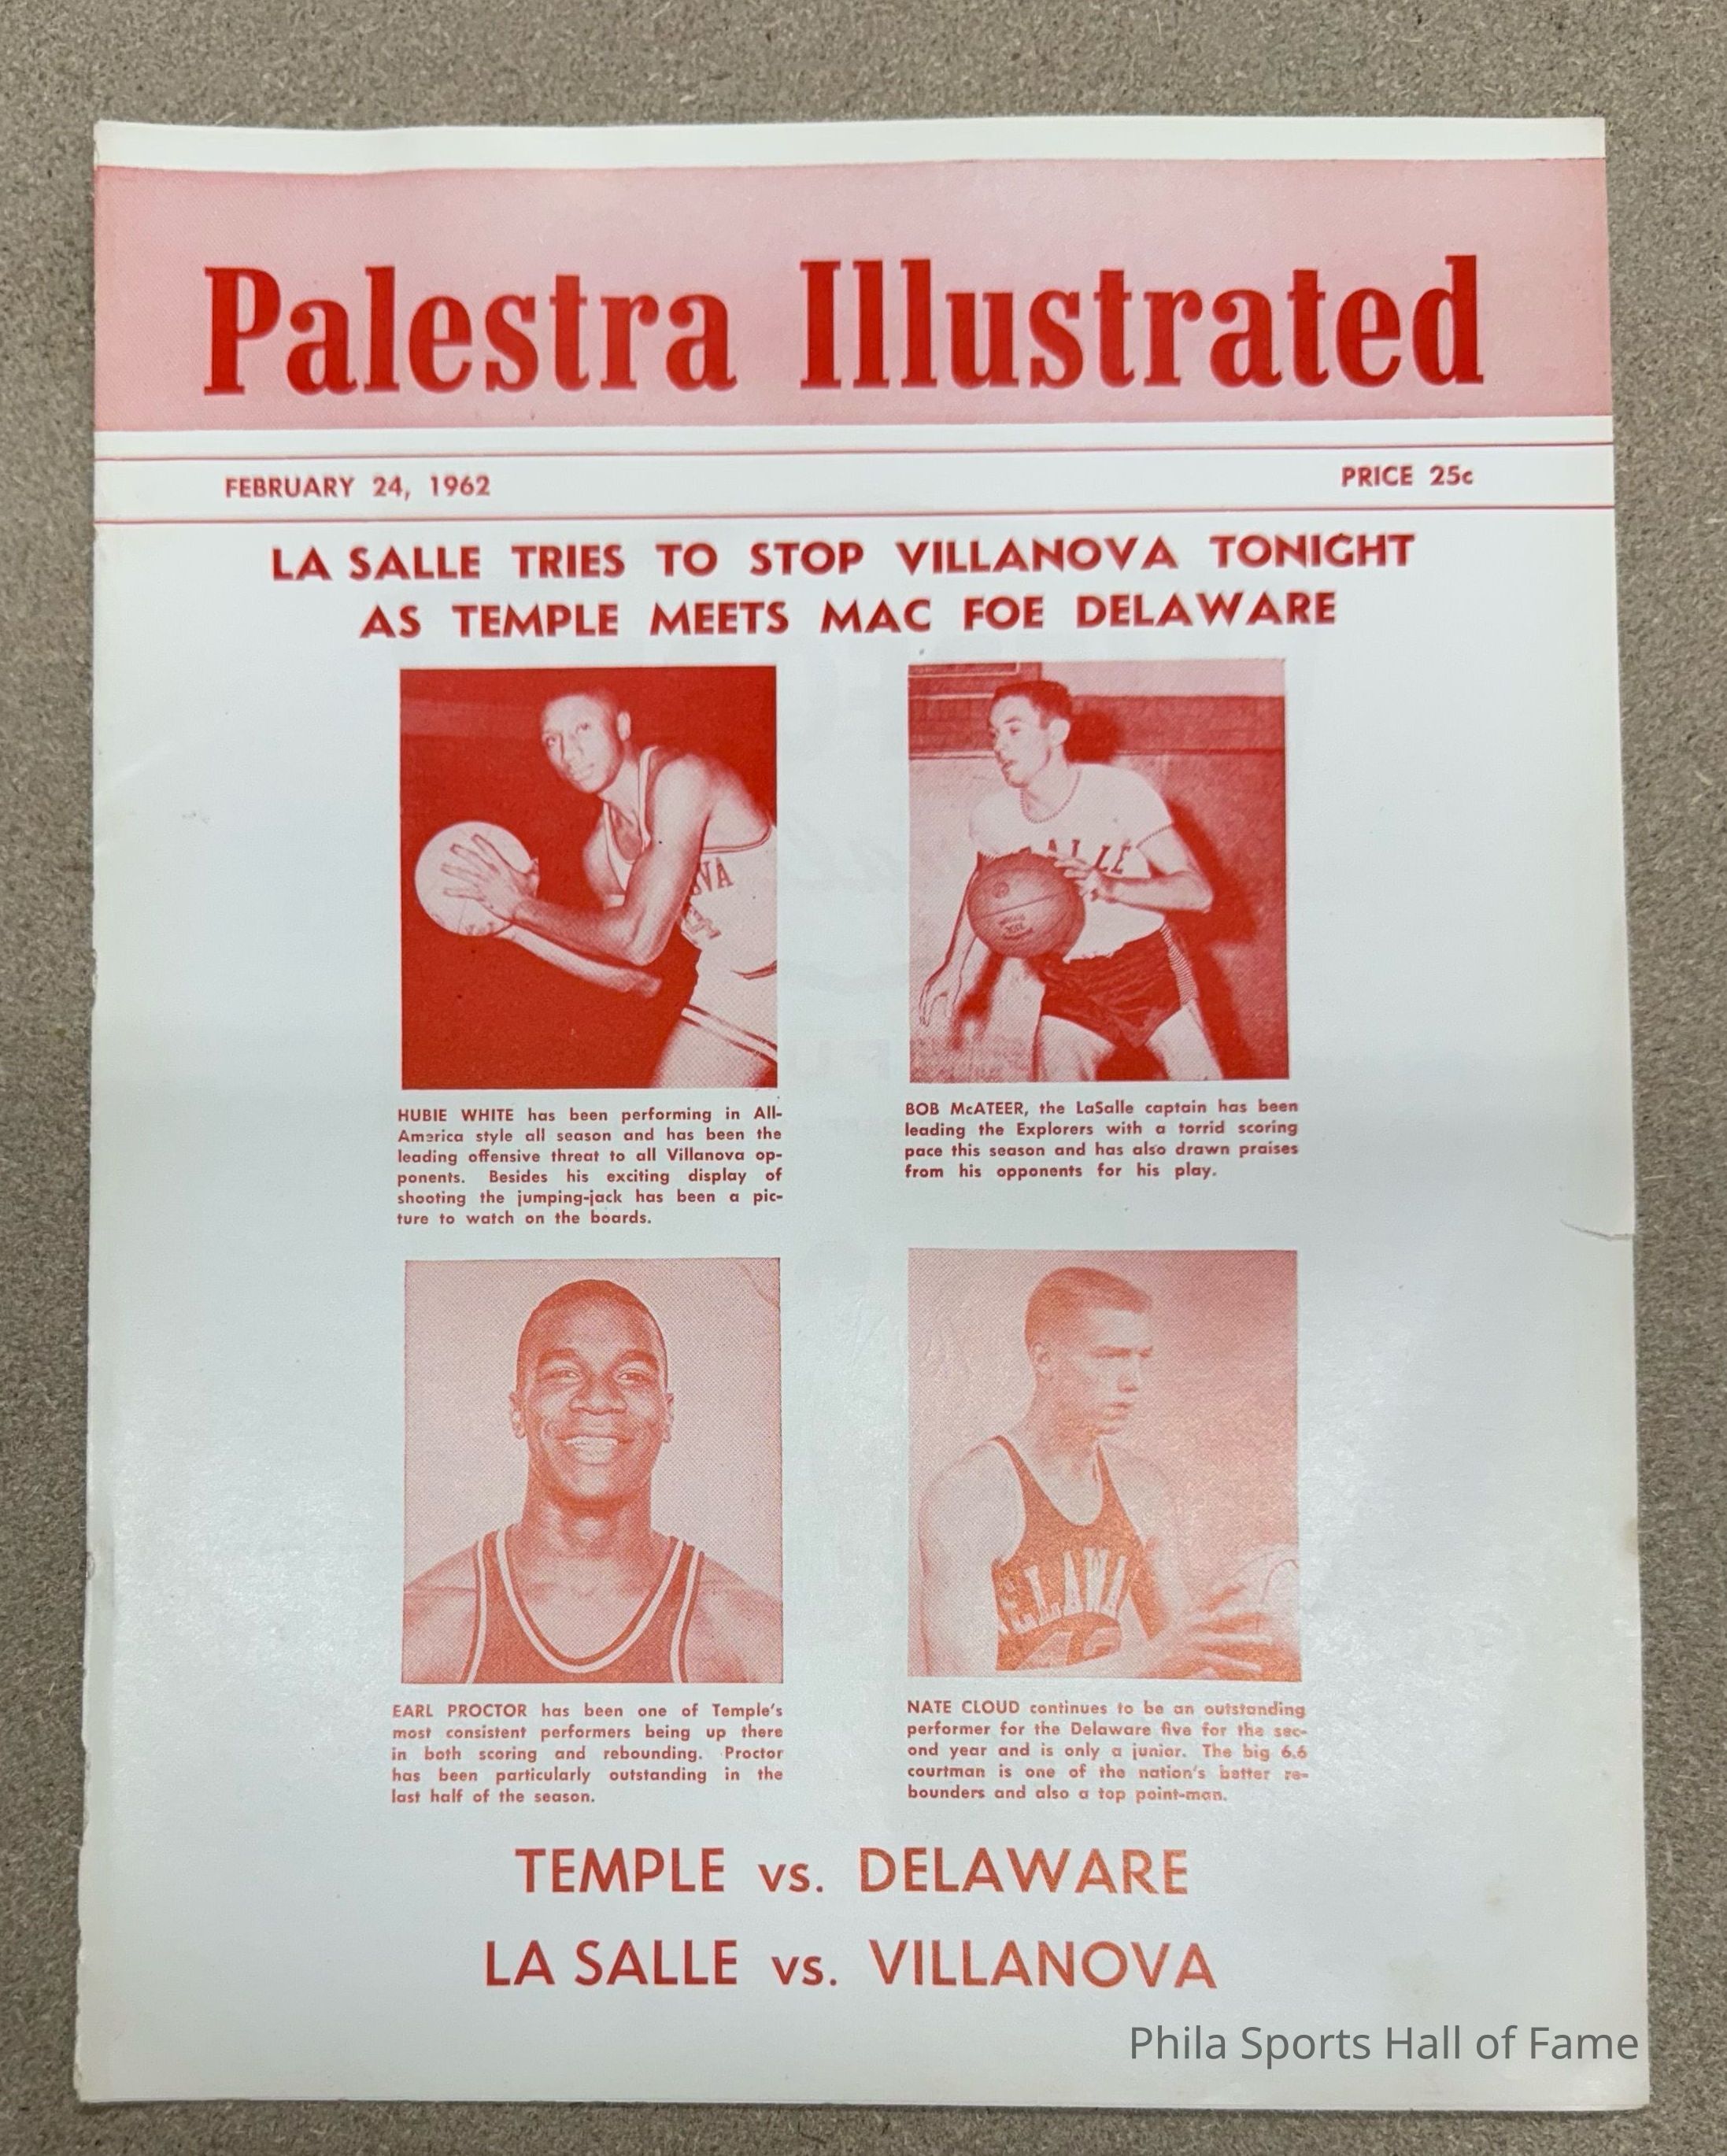 Palestra Illustrated
FEBRUARY 24, 1962
PRICE 25c
LA SALLE TRIES TO STOP VILLANOVA TONIGHT
AS TEMPLE MEETS MAC FOE DELAWARE
OVA
SALLE
HUBIE WHITE has been performing in All-
America style all season and has been the
leading offensive threat to all Villanova op-
ponents. Besides his exciting display of
shooting the jumping-jack has been a pic-
ture to watch on the boards.
BOB McATEER, the LaSalle captain has been
leading the Explorers with a torrid scoring
pace this season and has also drawn praises
from his opponents for his play.
ELAWA
EARL PROCTOR has been one of Temple's
most consistent performers being up there
in both scoring and rebounding. Proctor
has been particularly outstanding in the
last half of the season.
NATE CLOUD continues to be an outstanding
performer for the Delaware five for the sec-
ond year and is only a junior. The big 6.6
courtman is one of the nation's better re-
bounders and also a top point-man.
TEMPLE vs. DELAWARE
LA SALLE vs. VILLANOVA
Phila Sports Hall of Fame